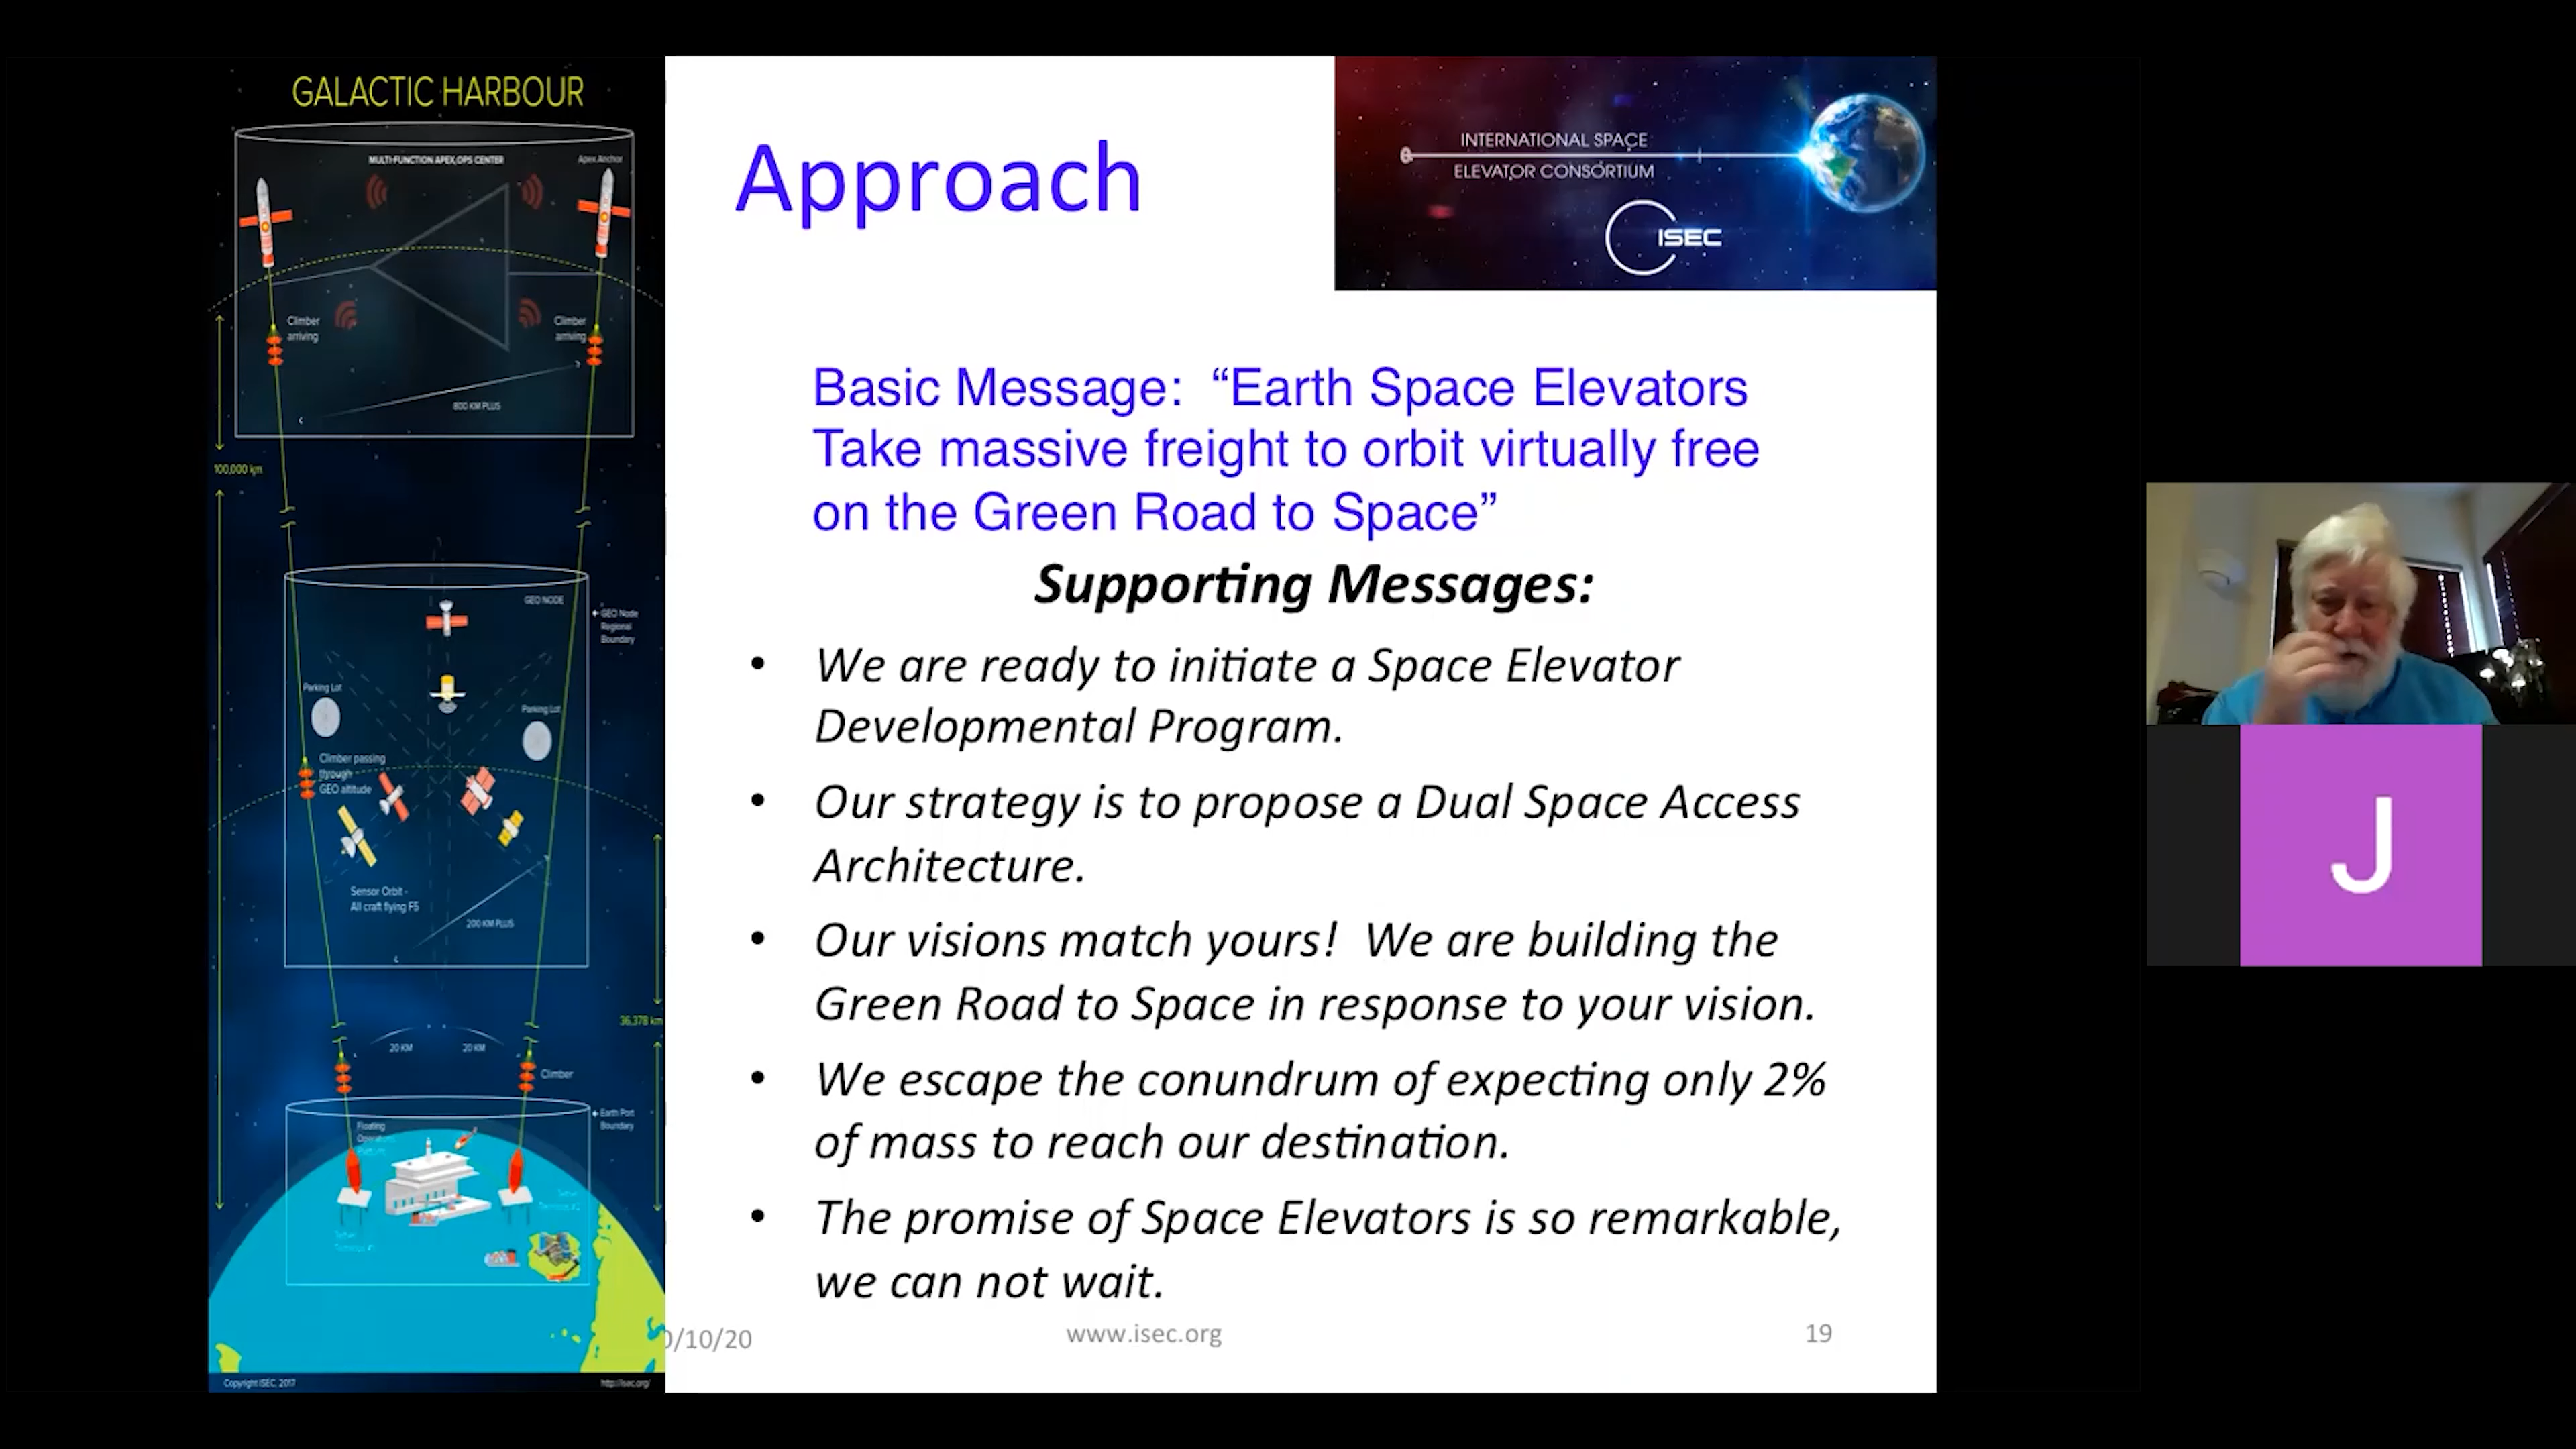 GALACTIC HARBOUR
MULTI-FUNCTION APEX OPS CENTER
Apex Anchor
Climber
arriving
Climber
arriving
800 KM PLUS
100,000 km
GEO NODE
GEO Node
Regional
Boundary
Parking Lot
Parking Lot
Climber passing
through
GEO altitude
Sensor Orbit -
All craft flying F5
200 KM PLUS
36,378 km
20 KM
20 KM
Climber
Earth Port
Boundary
Floating
Copyright ISEC, 2017
http://isec.org/
Approach
INTERNATIONAL SPACE
ELEVATOR CONSORTIUM
ISEC
Basic Message: “Earth Space Elevators
Take massive freight to orbit virtually free
on the Green Road to Space”
Supporting Messages:
• We are ready to initiate a Space Elevator
Developmental Program.
• Our strategy is to propose a Dual Space Access
Architecture.
• Our visions match yours! We are building the
Green Road to Space in response to your vision.
• We escape the conundrum of expecting only 2%
of mass to reach our destination.
• The promise of Space Elevators is so remarkable,
we can not wait.
0/10/20
www.isec.org
19
J